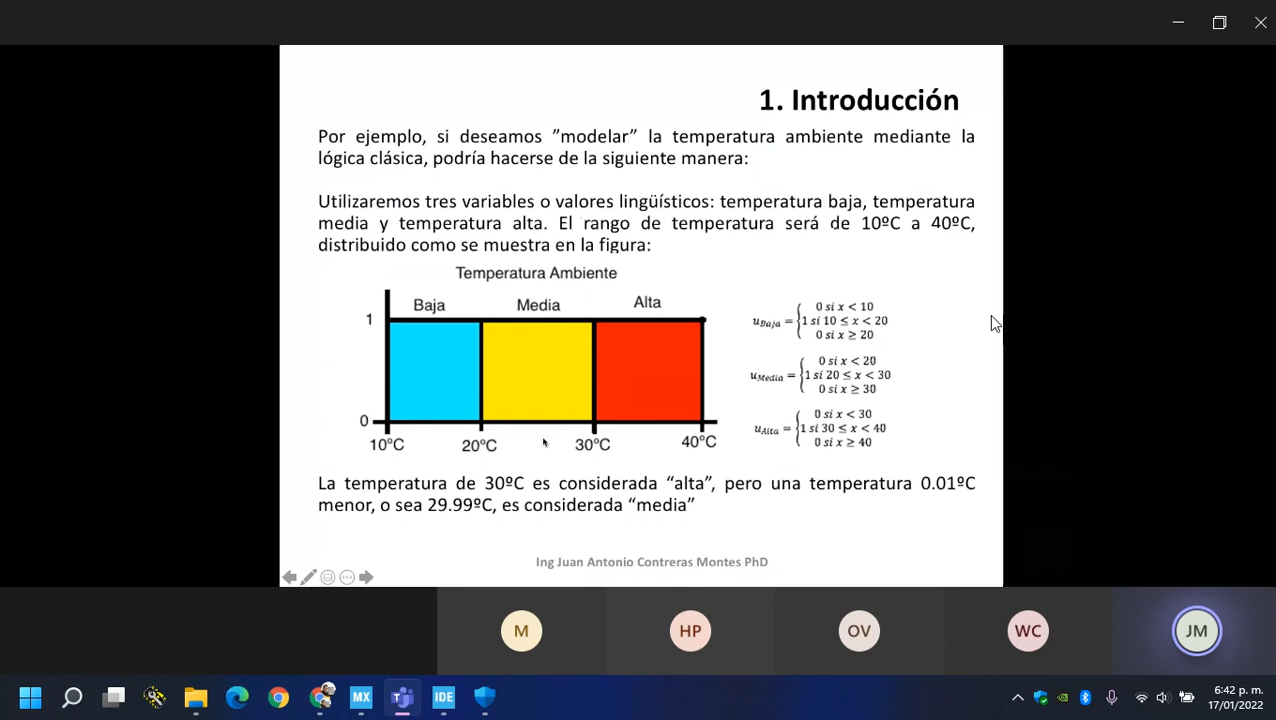 1. Introducción
Por ejemplo, si deseamos ”modelar” la temperatura ambiente mediante la
lógica clásica, podría hacerse de la siguiente manera:
Utilizaremos tres variables o valores lingüísticos: temperatura baja, temperatura
media y temperatura alta. El rango de temperatura será de 10ºC a 40ºC,
distribuido como se muestra en la figura:
Temperatura Ambiente
Baja Media Alta
1
0
10ºC 20ºC 30ºC 40ºC
0 si x < 10
u_Baja = { 1 si 10 ≤ x < 20
0 si x ≥ 20
0 si x < 20
u_Media = { 1 si 20 ≤ x < 30
0 si x ≥ 30
0 si x < 30
u_Alta = { 1 si 30 ≤ x < 40
0 si x ≥ 40
La temperatura de 30ºC es considerada “alta”, pero una temperatura 0.01ºC
menor, o sea 29.99ºC, es considerada “media”
Ing Juan Antonio Contreras Montes PhD
M HP OV WC JM
MX IDE
6:42 p. m.
17/01/2022